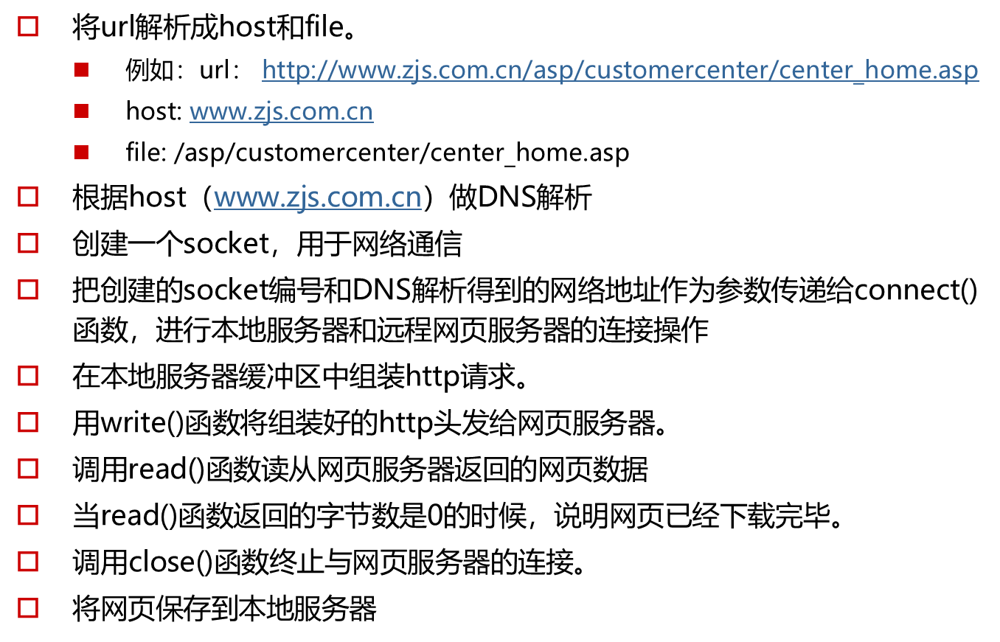 将url解析成host和file。
例如：url： http://www.zjs.com.cn/asp/customercenter/center_home.asp
host: www.zjs.com.cn
file: /asp/customercenter/center_home.asp
根据host（www.zjs.com.cn）做DNS解析
创建一个socket，用于网络通信
把创建的socket编号和DNS解析得到的网络地址作为参数传递给connect()
函数，进行本地服务器和远程网页服务器的连接操作
在本地服务器缓冲区中组装http请求。
用write()函数将组装好的http头发给网页服务器。
调用read()函数读从网页服务器返回的网页数据
当read()函数返回的字节数是0的时候，说明网页已经下载完毕。
调用close()函数终止与网页服务器的连接。
将网页保存到本地服务器